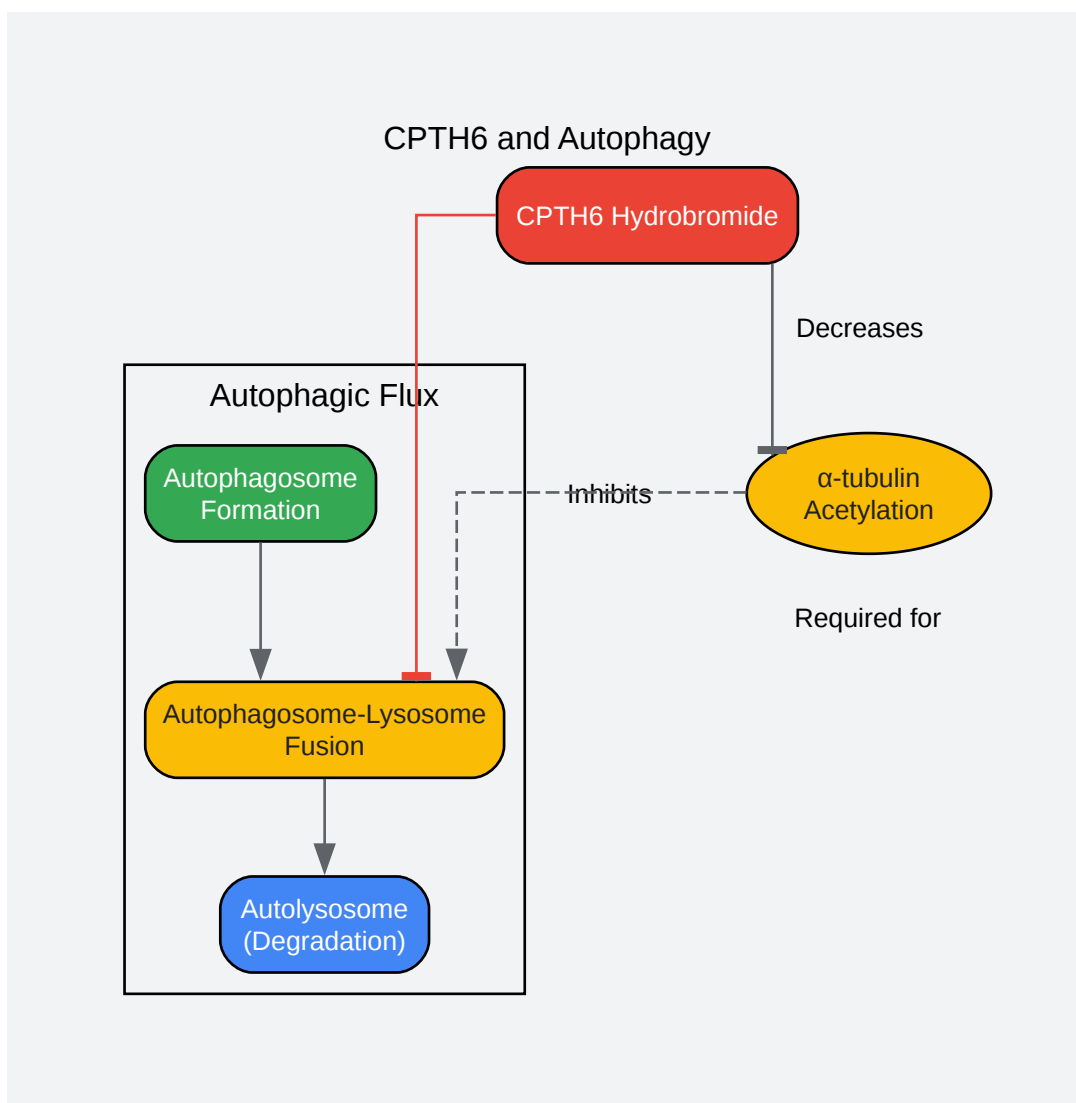 CPTH6 and Autophagy
CPTH6 Hydrobromide
Decreases
Autophagic Flux
Autophagosome
Formation
Inhibits
α-tubulin
Acetylation
Required for
Autophagosome-Lysosome
Fusion
Autolysosome
(Degradation)